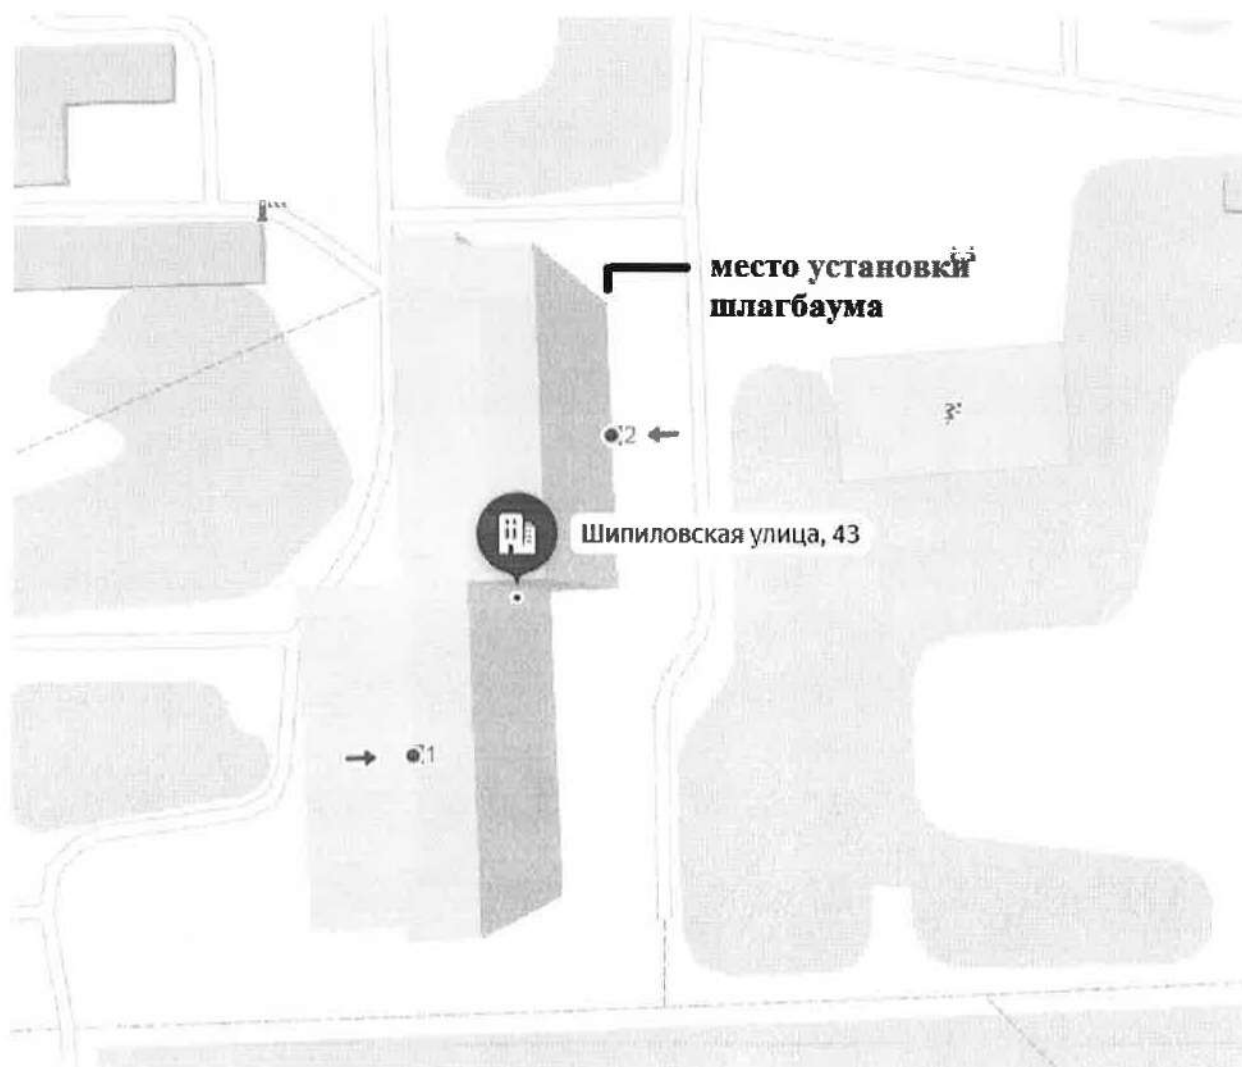 место установки
шлагбаума
2
Шипиловская улица, 43
1